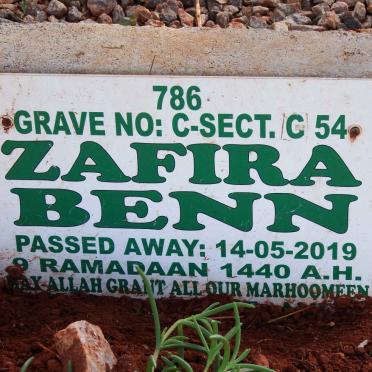 786
GRAVE NO: C-SECT. G 54
ZAFIRA
BENN
PASSED AWAY: 14-05-2019
9 RAMADAAN 1440 A.H.
MAY-ALLAH GRANT ALL OUR MARHOOMEEN